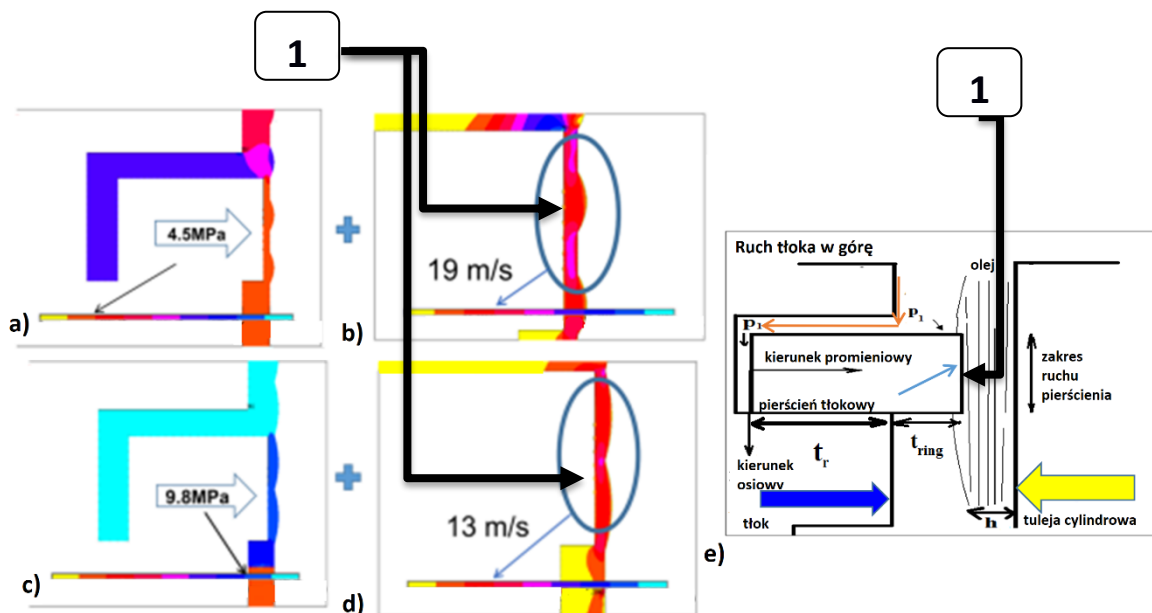 1
4.5MPa
a)
19 m/s
b)
9.8MPa
c)
13 m/s
d)
1
Ruch tłoka w górę
olej
p₁
p₁
kierunek promieniowy
zakres
ruchu
pierścienia
pierścień tłokowy
tᵣ
t_ring
kierunek
osiowy
tłok
h
tuleja cylindrowa
e)